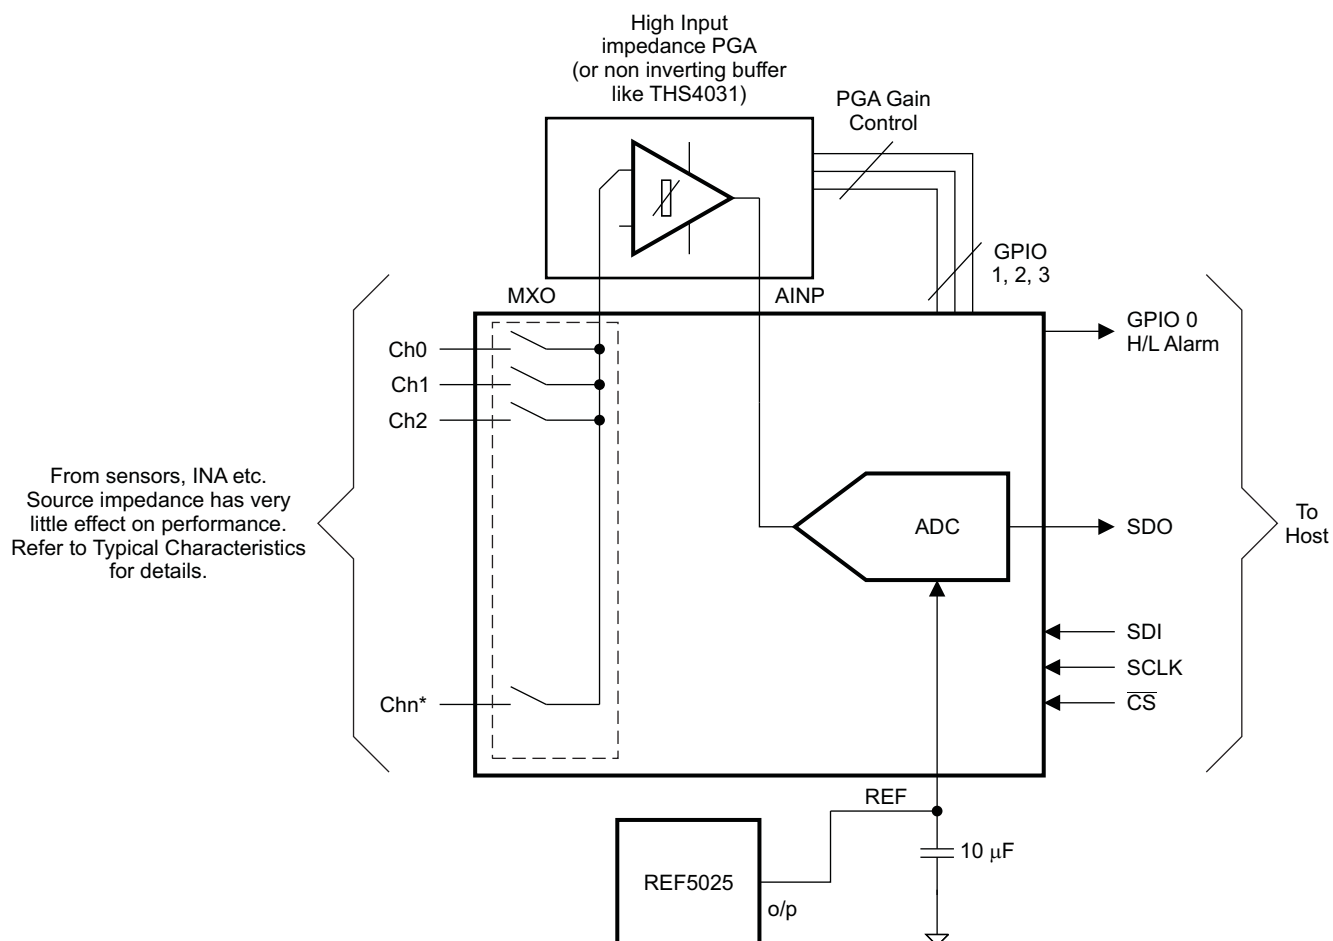 High Input
impedance PGA
(or non inverting buffer
like THS4031)
PGA Gain
Control
GPIO
1, 2, 3
MXO
AINP
GPIO 0
H/L Alarm
Ch0
Ch1
Ch2
From sensors, INA etc.
Source impedance has very
little effect on performance.
Refer to Typical Characteristics
for details.
ADC
SDO
To
Host
SDI
SCLK
CS
Chn*
REF
10 μF
REF5025
o/p